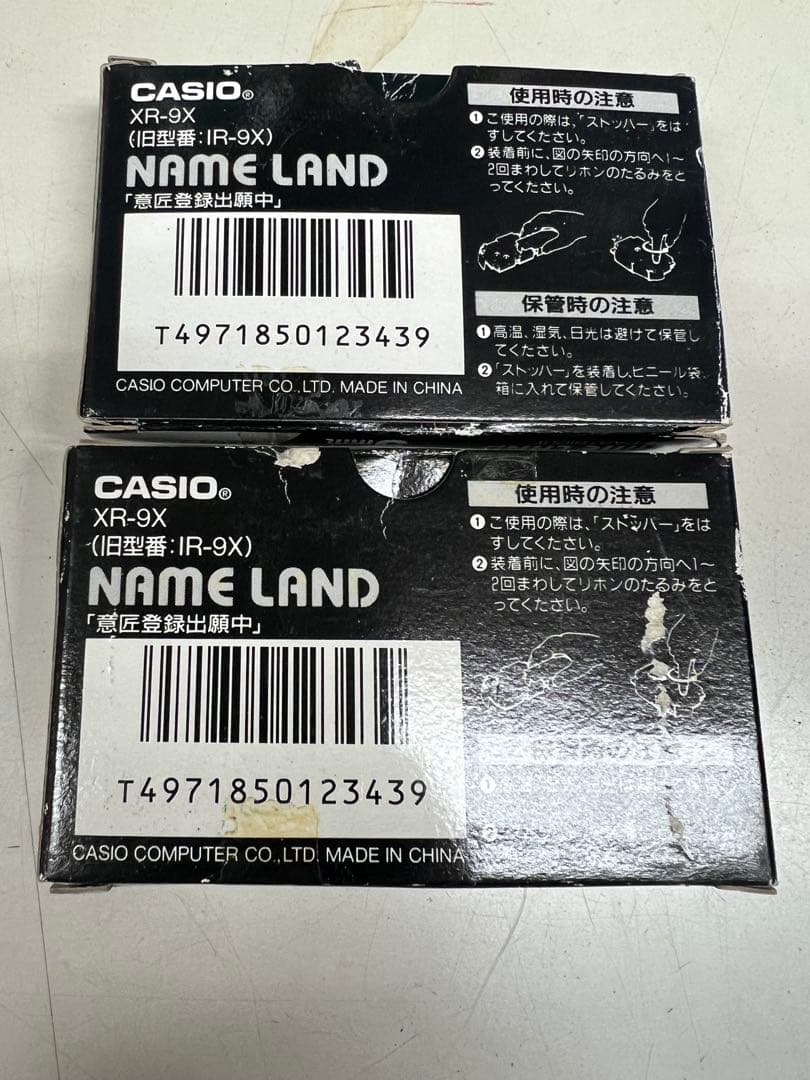 CASIO®
XR-9X
(旧型番:IR-9X)
NAME LAND
「意匠登録出願中」
T4971850123439
CASIO COMPUTER CO.,LTD. MADE IN CHINA
使用時の注意
❶ご使用の際は、「ストッパー」をは
ずしてください。
❷装着前に、図の矢印の方向へ1〜
2回まわしてリボンのたるみをと
ってください。
保管時の注意
❶高温、湿気、日光は避けて保管し
てください。
❷「ストッパー」を装着し、ビニール袋、
箱に入れて保管してください。
CASIO®
XR-9X
(旧型番:IR-9X)
NAME LAND
「意匠登録出願中」
T4971850123439
CASIO COMPUTER CO.,LTD. MADE IN CHINA
使用時の注意
❶ご使用の際は、「ストッパー」をは
ずしてください。
❷装着前に、図の矢印の方向へ1〜
2回まわしてリボンのたるみをと
ってください。
保管時の注意